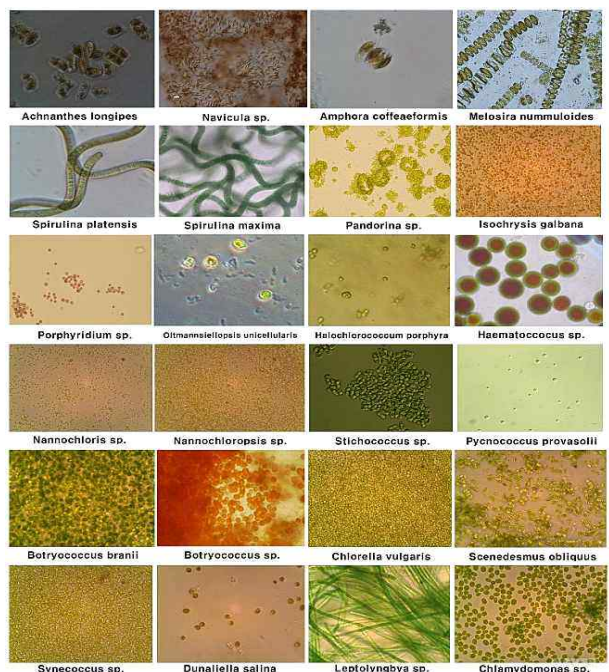 Achnanthes longipes
Navicula sp.
Amphora coffeaeformis
Melosira nummuloides
Spirulina platensis
Spirulina maxima
Pandorina sp.
Isochrysis galbana
Porphyridium sp.
Oltmannsiellopsis unicellularis
Halochlorococcum porphyra
Haematoccocus sp.
Nannochloris sp.
Nannochloropsis sp.
Stichococcus sp.
Pycnococcus provasolii
Botryococcus branii
Botryococcus sp.
Chlorella vulgaris
Scenedesmus obliquus
Synecoccus sp.
Dunaliella salina
Leptolyngbya sp.
Chlamydomonas sp.